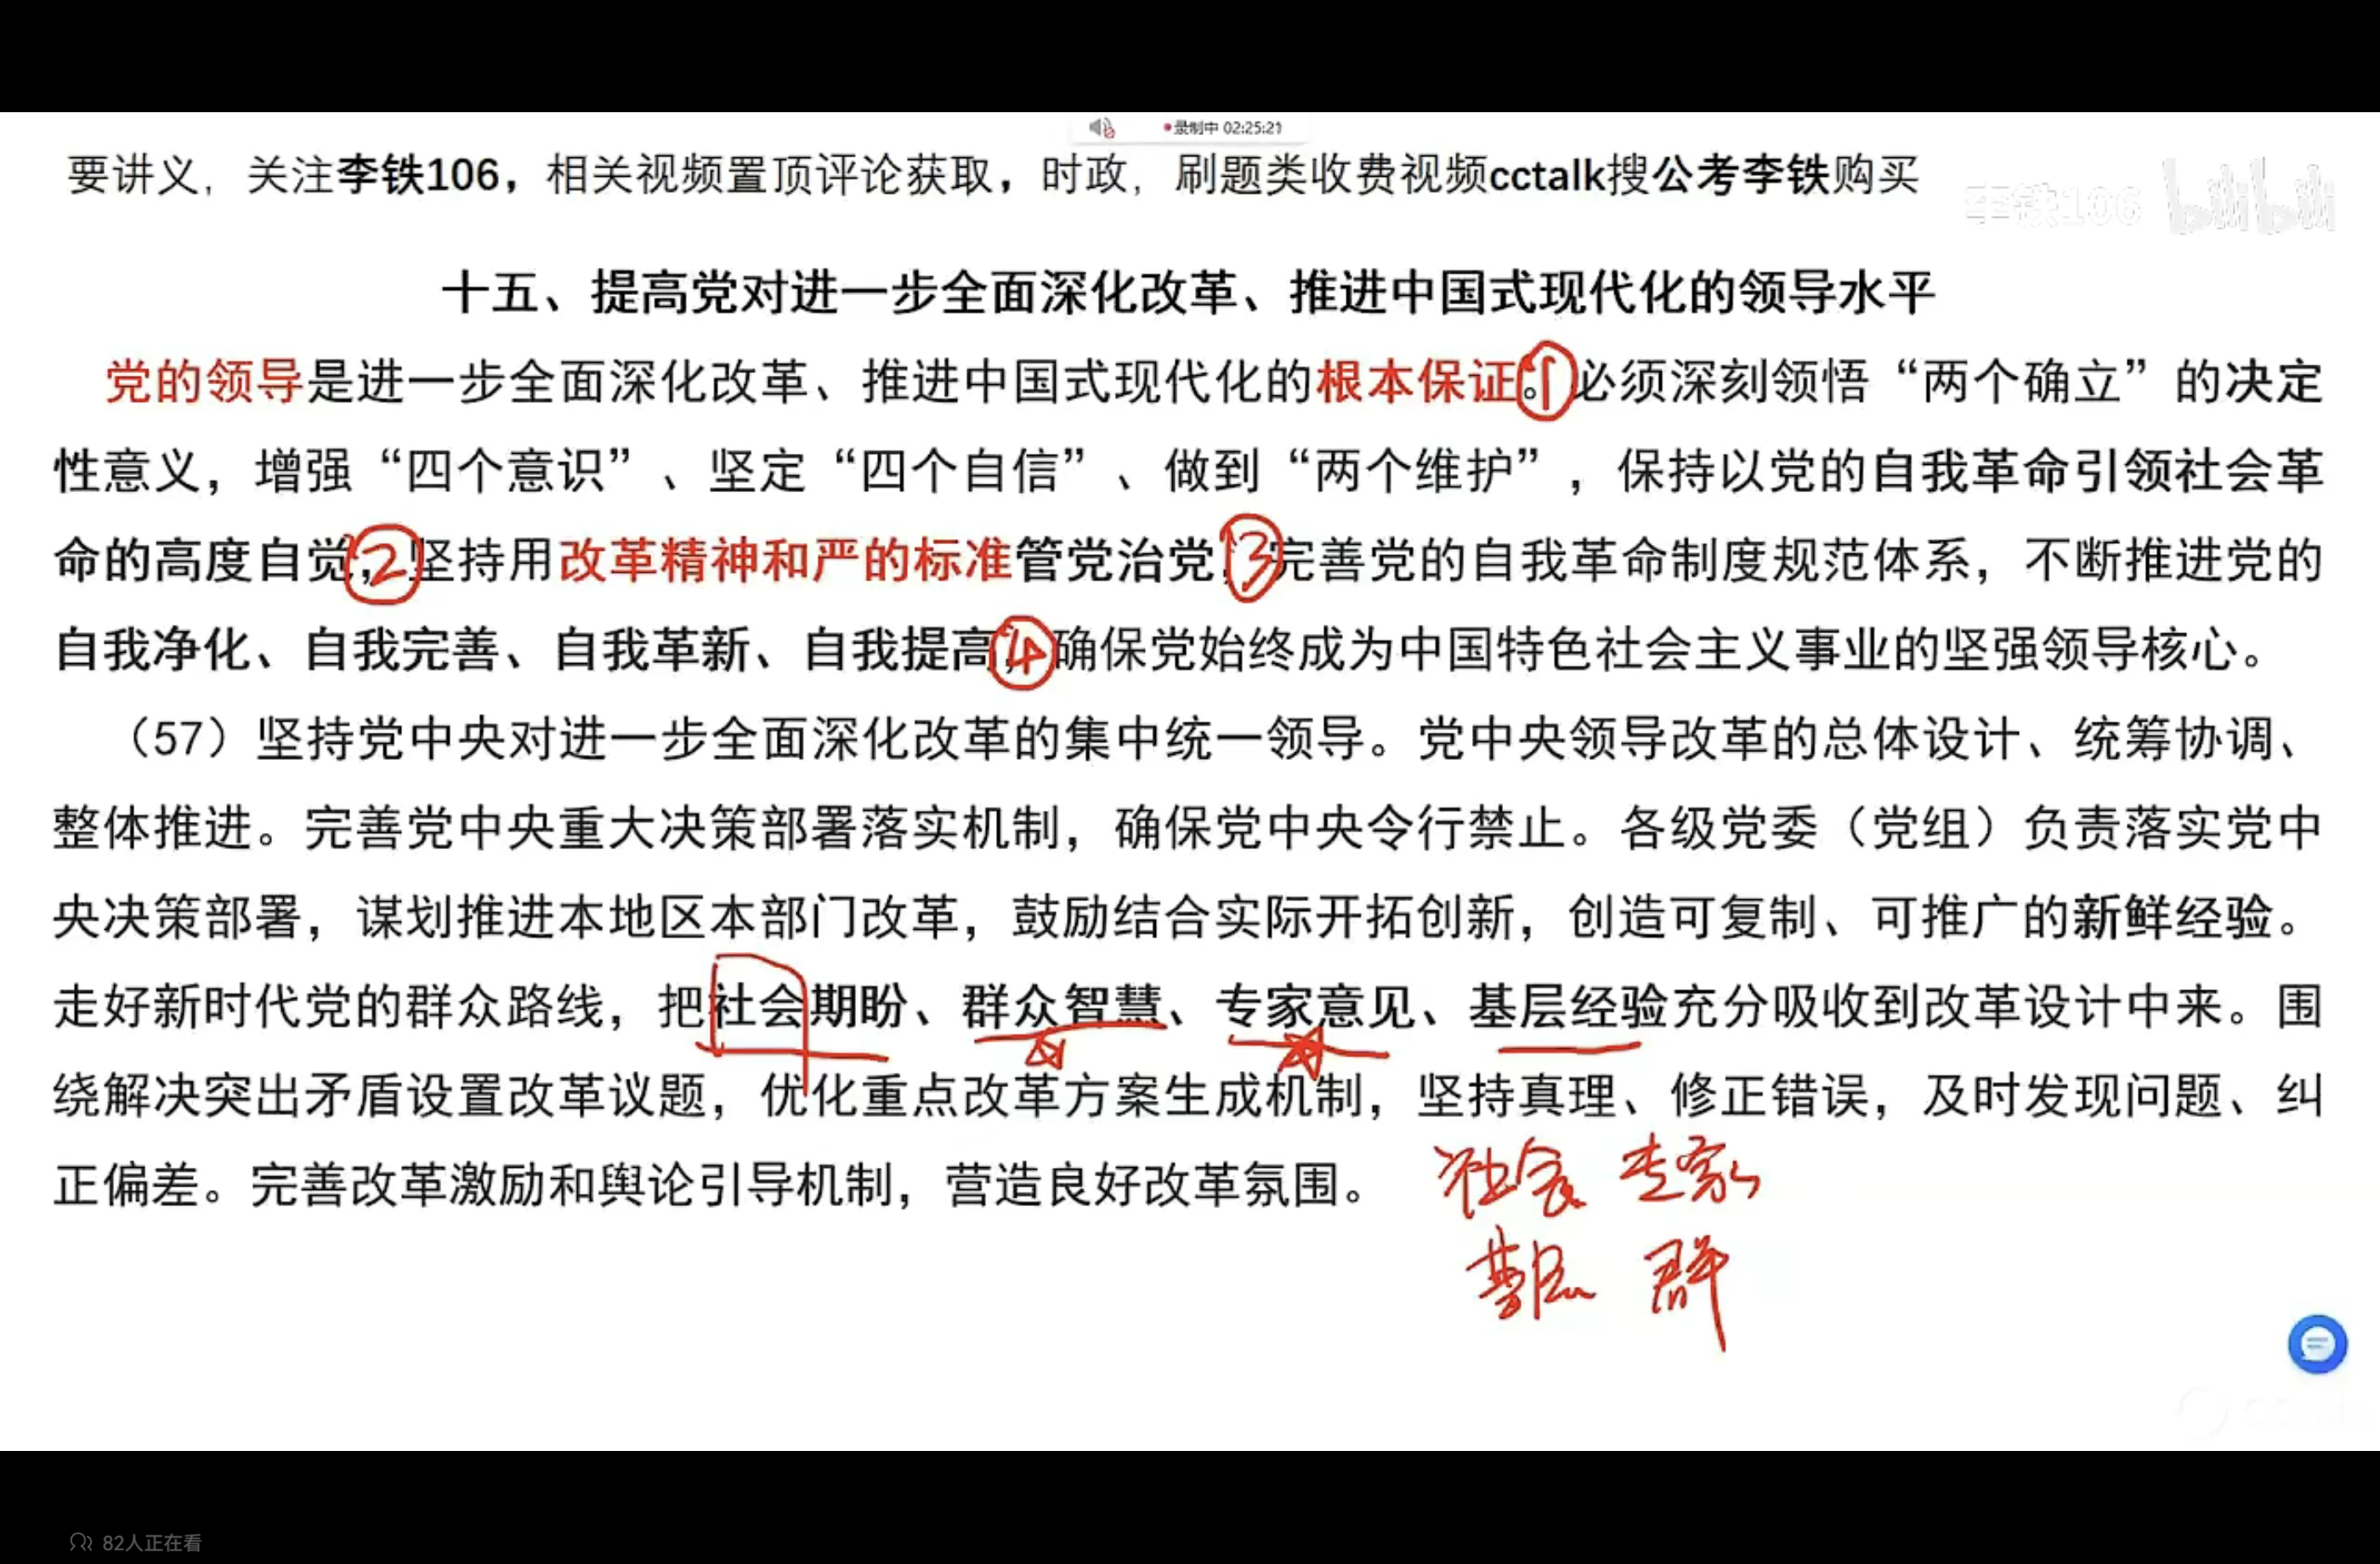 录制中 02:25:21
要讲义，关注李铁106，相关视频置顶评论获取，时政，刷题类收费视频cctalk搜公考李铁购买
李铁106 bilibili
十五、提高党对进一步全面深化改革、推进中国式现代化的领导水平
党的领导是进一步全面深化改革、推进中国式现代化的根本保证。①必须深刻领悟“两个确立”的决定
性意义，增强“四个意识”、坚定“四个自信”、做到“两个维护”，保持以党的自我革命引领社会革
命的高度自觉，②坚持用改革精神和严的标准管党治党，③完善党的自我革命制度规范体系，不断推进党的
自我净化、自我完善、自我革新、自我提高，④确保党始终成为中国特色社会主义事业的坚强领导核心。
（57）坚持党中央对进一步全面深化改革的集中统一领导。党中央领导改革的总体设计、统筹协调、
整体推进。完善党中央重大决策部署落实机制，确保党中央令行禁止。各级党委（党组）负责落实党中
央决策部署，谋划推进本地区本部门改革，鼓励结合实际开拓创新，创造可复制、可推广的新鲜经验。
走好新时代党的群众路线，把社会期盼、群众智慧、专家意见、基层经验充分吸收到改革设计中来。围
绕解决突出矛盾设置改革议题，优化重点改革方案生成机制，坚持真理、修正错误，及时发现问题、纠
正偏差。完善改革激励和舆论引导机制，营造良好改革氛围。
社会 专家
基层 群
82人正在看